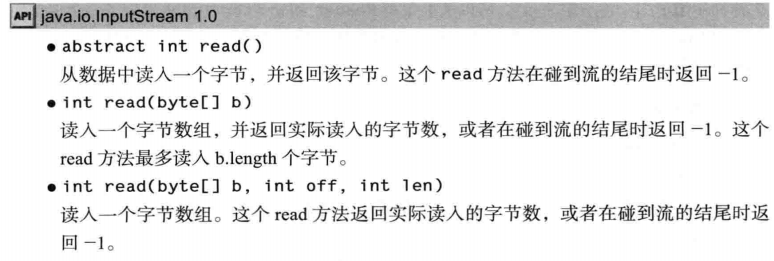 API java.io.InputStream 1.0
● abstract int read()
从数据中读入一个字节，并返回该字节。这个 read 方法在碰到流的结尾时返回 −1。
● int read(byte[] b)
读入一个字节数组，并返回实际读入的字节数，或者在碰到流的结尾时返回 −1。这个
read 方法最多读入 b.length 个字节。
● int read(byte[] b, int off, int len)
读入一个字节数组。这个 read 方法返回实际读入的字节数，或者在碰到流的结尾时返
回 −1。